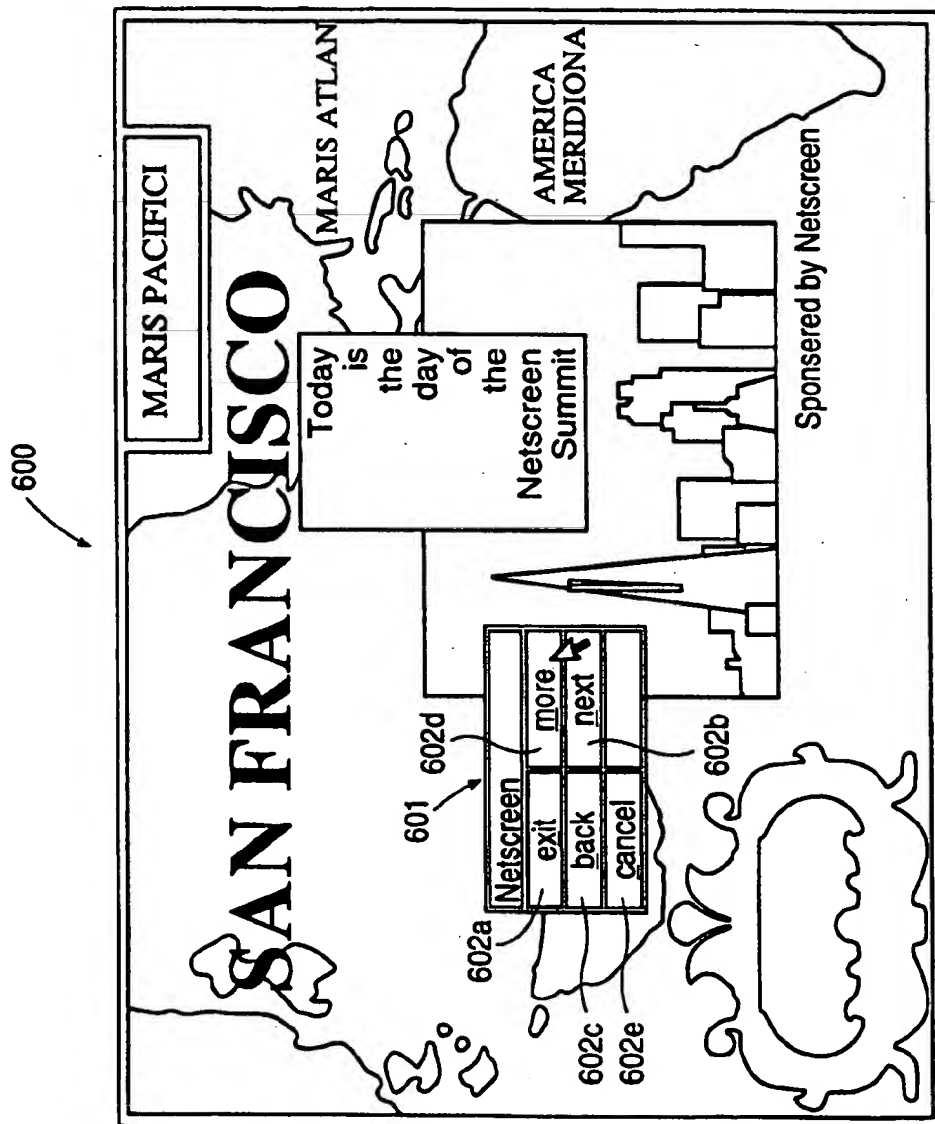 600
MARIS PACIFICI
SAN FRANCISCO
MARIS ATLAN
Today
is
the
day
of
the
Netscreen
Summit
AMERICA
MERIDIONA
601
602d
602a
Netscreen
exit
more
back
next
cancel
602c
602e
602b
Sponsered by Netscreen